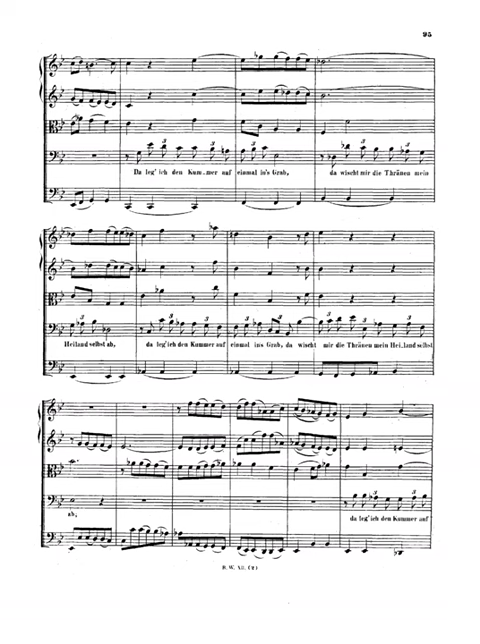 95
Da leg' ich den Kum-mer auf einmal in's Grab, da wischt mir die Thränen mein
Heiland selbst ab, da leg' ich den Kummer auf einmal in's Grab, da wischt mir die Thränen mein Hei-land selbst
ab, da leg' ich den Kummer auf
B. W. XII. (2)